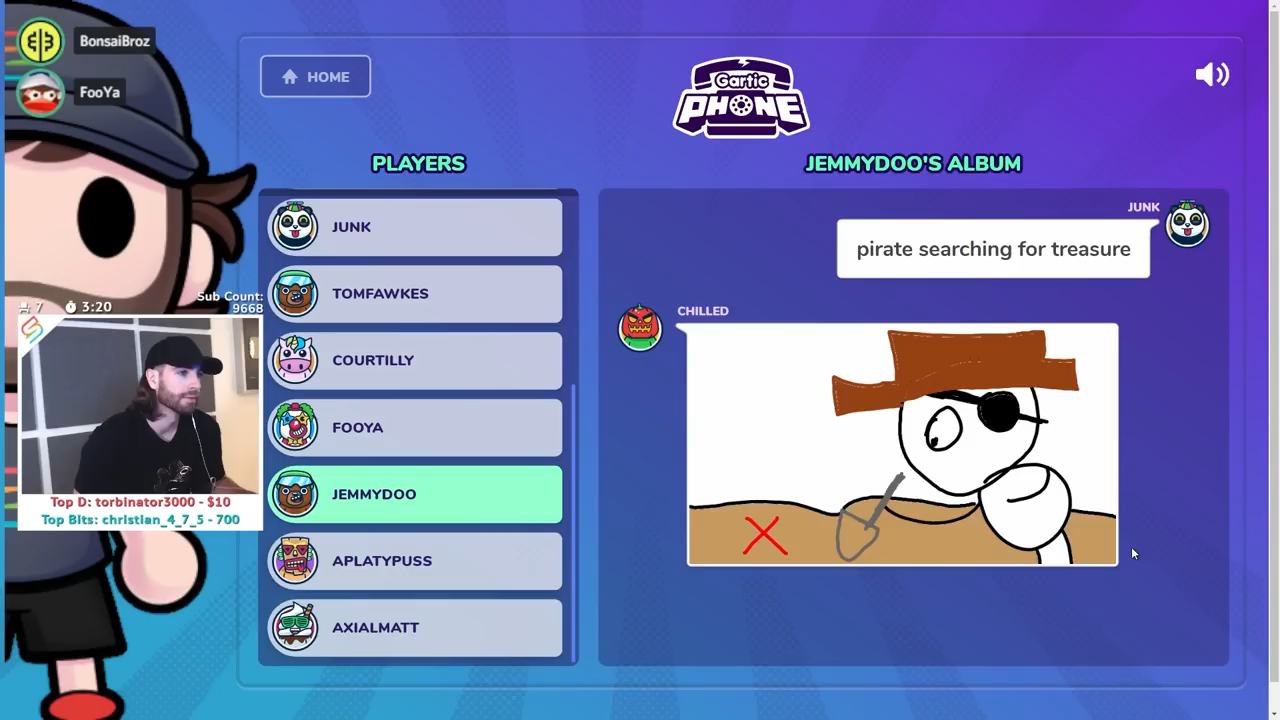 BonsaiBroz
FooYa
HOME
Gartic
PHONE
PLAYERS
JEMMYDOO'S ALBUM
JUNK
TOMFAWKES
COURTILLY
FOOYA
JEMMYDOO
APLATYPUSS
AXIALMATT
JUNK
pirate searching for treasure
CHILLED
7
3:20
Sub Count:
9668
Top D: torbinator3000 - $10
Top Bits: christian_4_7_5 - 700